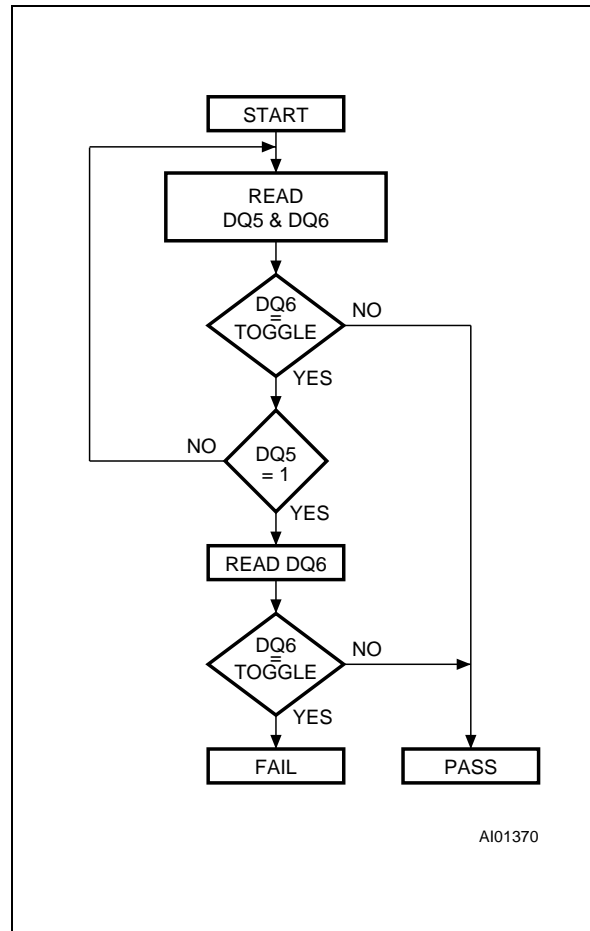 START
READ
DQ5 & DQ6
DQ6
=
TOGGLE
NO
YES
NO
DQ5
= 1
YES
READ DQ6
DQ6
=
TOGGLE
NO
YES
FAIL
PASS
AI01370